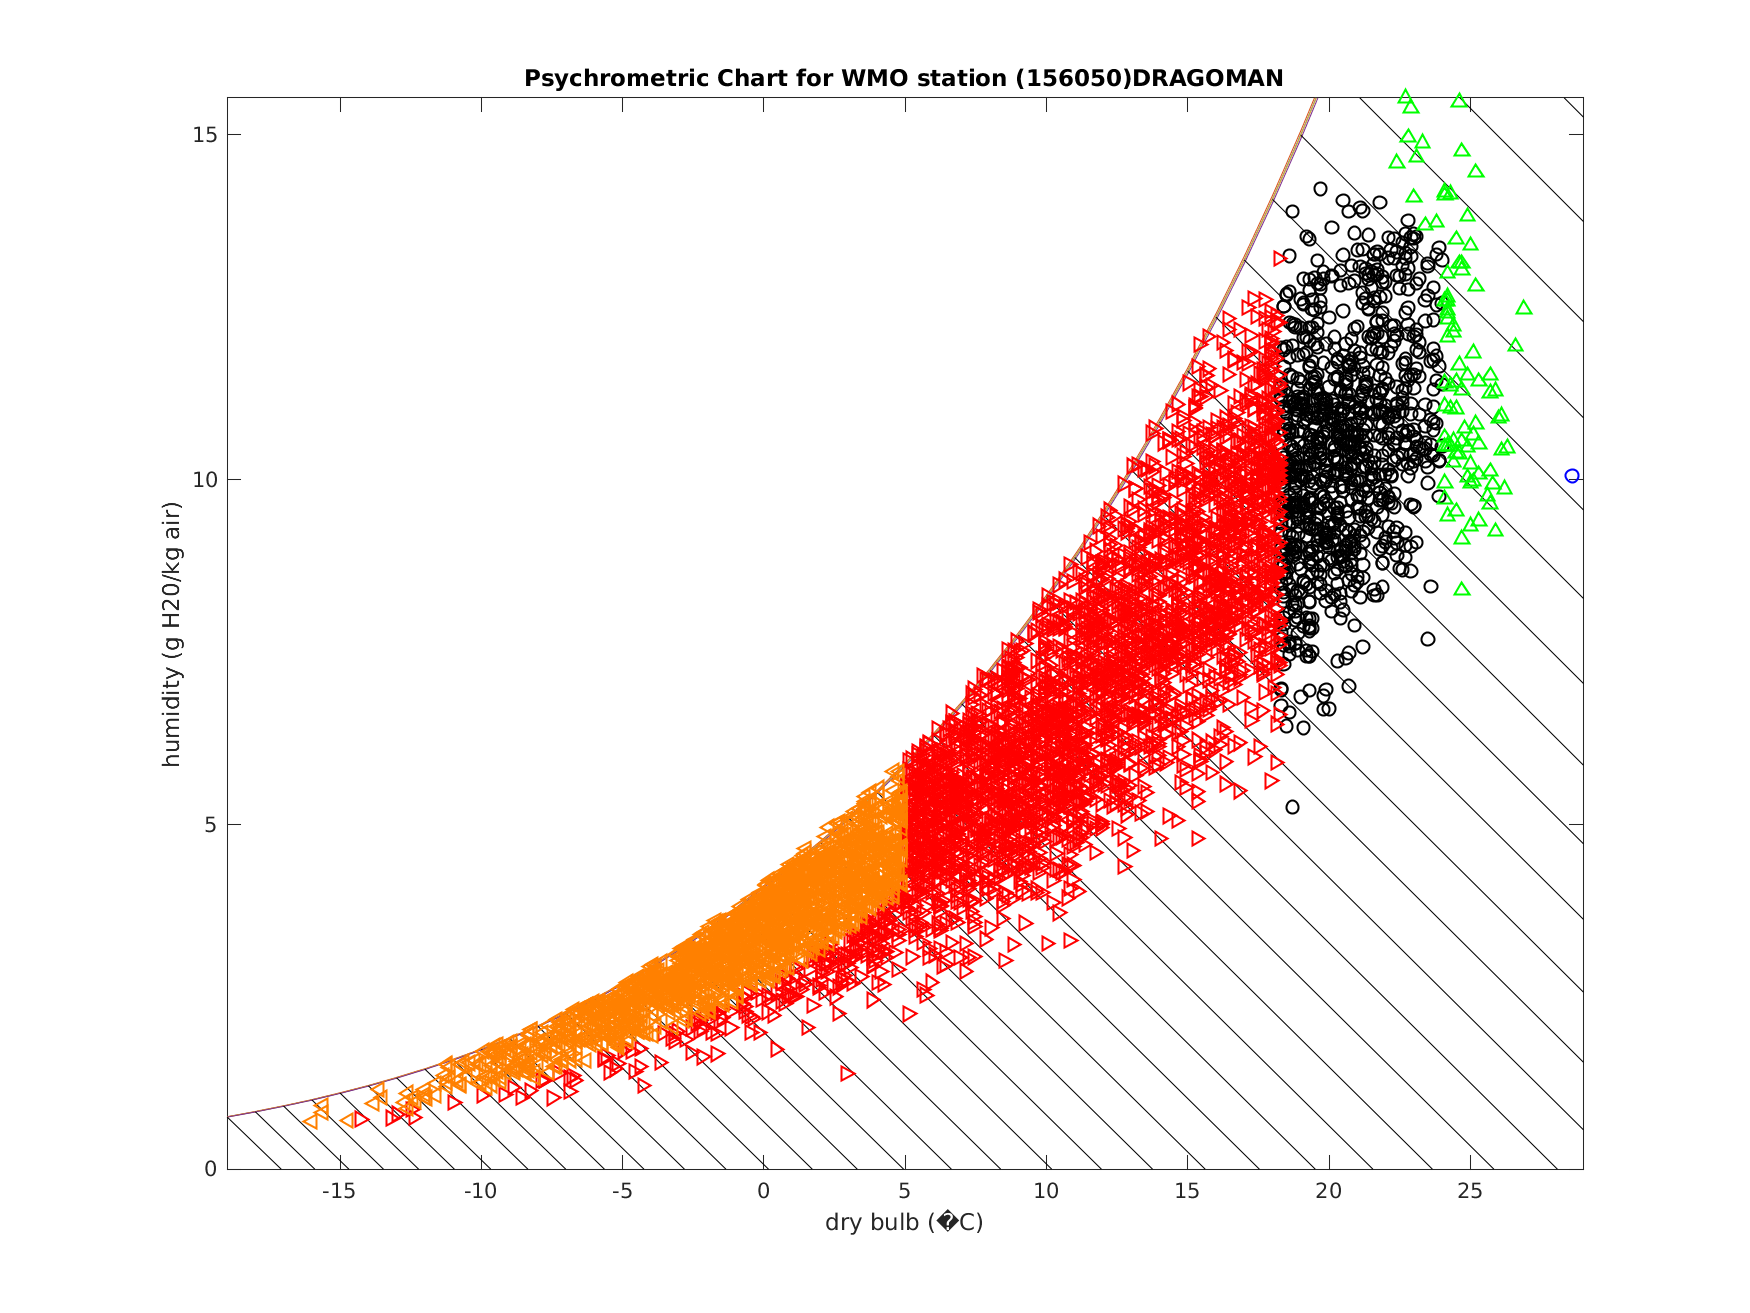 Psychrometric Chart for WMO station (156050)DRAGOMAN
15
10
5
0
humidity (g H20/kg air)
-15 -10 -5 0 5 10 15 20 25
dry bulb (�C)